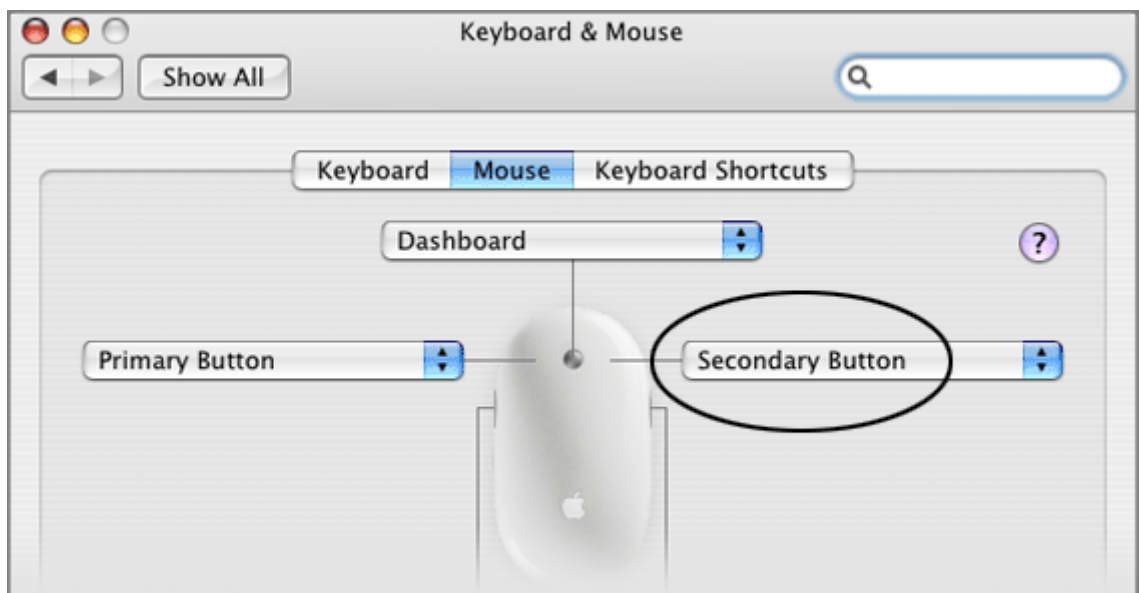 Keyboard & Mouse
Show All
Keyboard Mouse Keyboard Shortcuts
Dashboard
?
Primary Button
Secondary Button